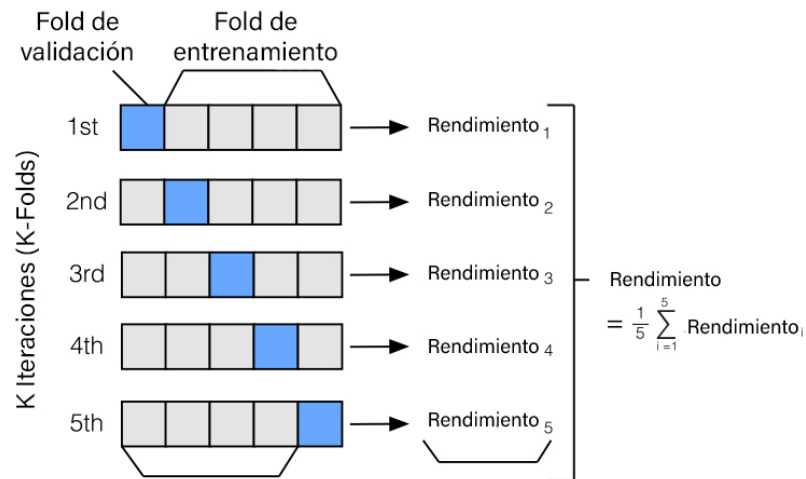 Fold de
validación
Fold de
entrenamiento
K Iteraciones (K-Folds)
1st
Rendimiento 1
2nd
Rendimiento 2
3rd
Rendimiento 3
4th
Rendimiento 4
5th
Rendimiento 5
Rendimiento
= 1/5 5∑i=1 Rendimiento i